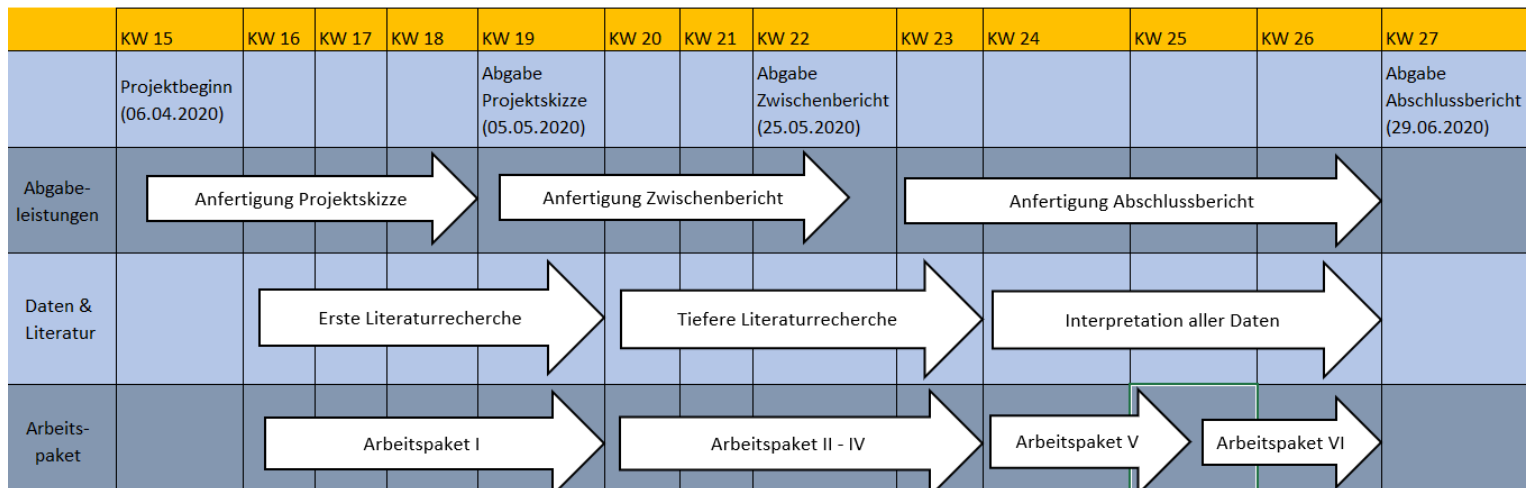 KW 15 KW 16 KW 17 KW 18 KW 19 KW 20 KW 21 KW 22 KW 23 KW 24 KW 25 KW 26 KW 27
Projektbeginn
(06.04.2020)
Abgabe
Projektskizze
(05.05.2020)
Abgabe
Zwischenbericht
(25.05.2020)
Abgabe
Abschlussbericht
(29.06.2020)
Abgabe-
leistungen
Anfertigung Projektskizze
Anfertigung Zwischenbericht
Anfertigung Abschlussbericht
Daten &
Literatur
Erste Literaturrecherche
Tiefere Literaturrecherche
Interpretation aller Daten
Arbeits-
paket
Arbeitspaket I
Arbeitspaket II - IV
Arbeitspaket V
Arbeitspaket VI